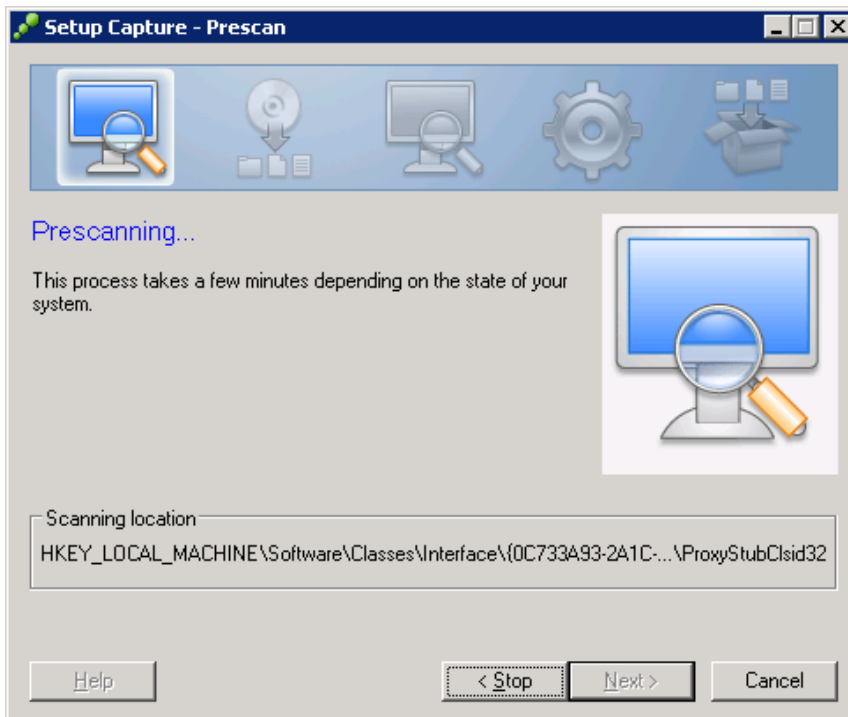 Setup Capture - Prescan
Prescanning...
This process takes a few minutes depending on the state of your
system.
Scanning location
HKEY_LOCAL_MACHINE\Software\Classes\Interface\{0C733A93-2A1C-...\ProxyStubClsid32
Help
< Stop
Next >
Cancel